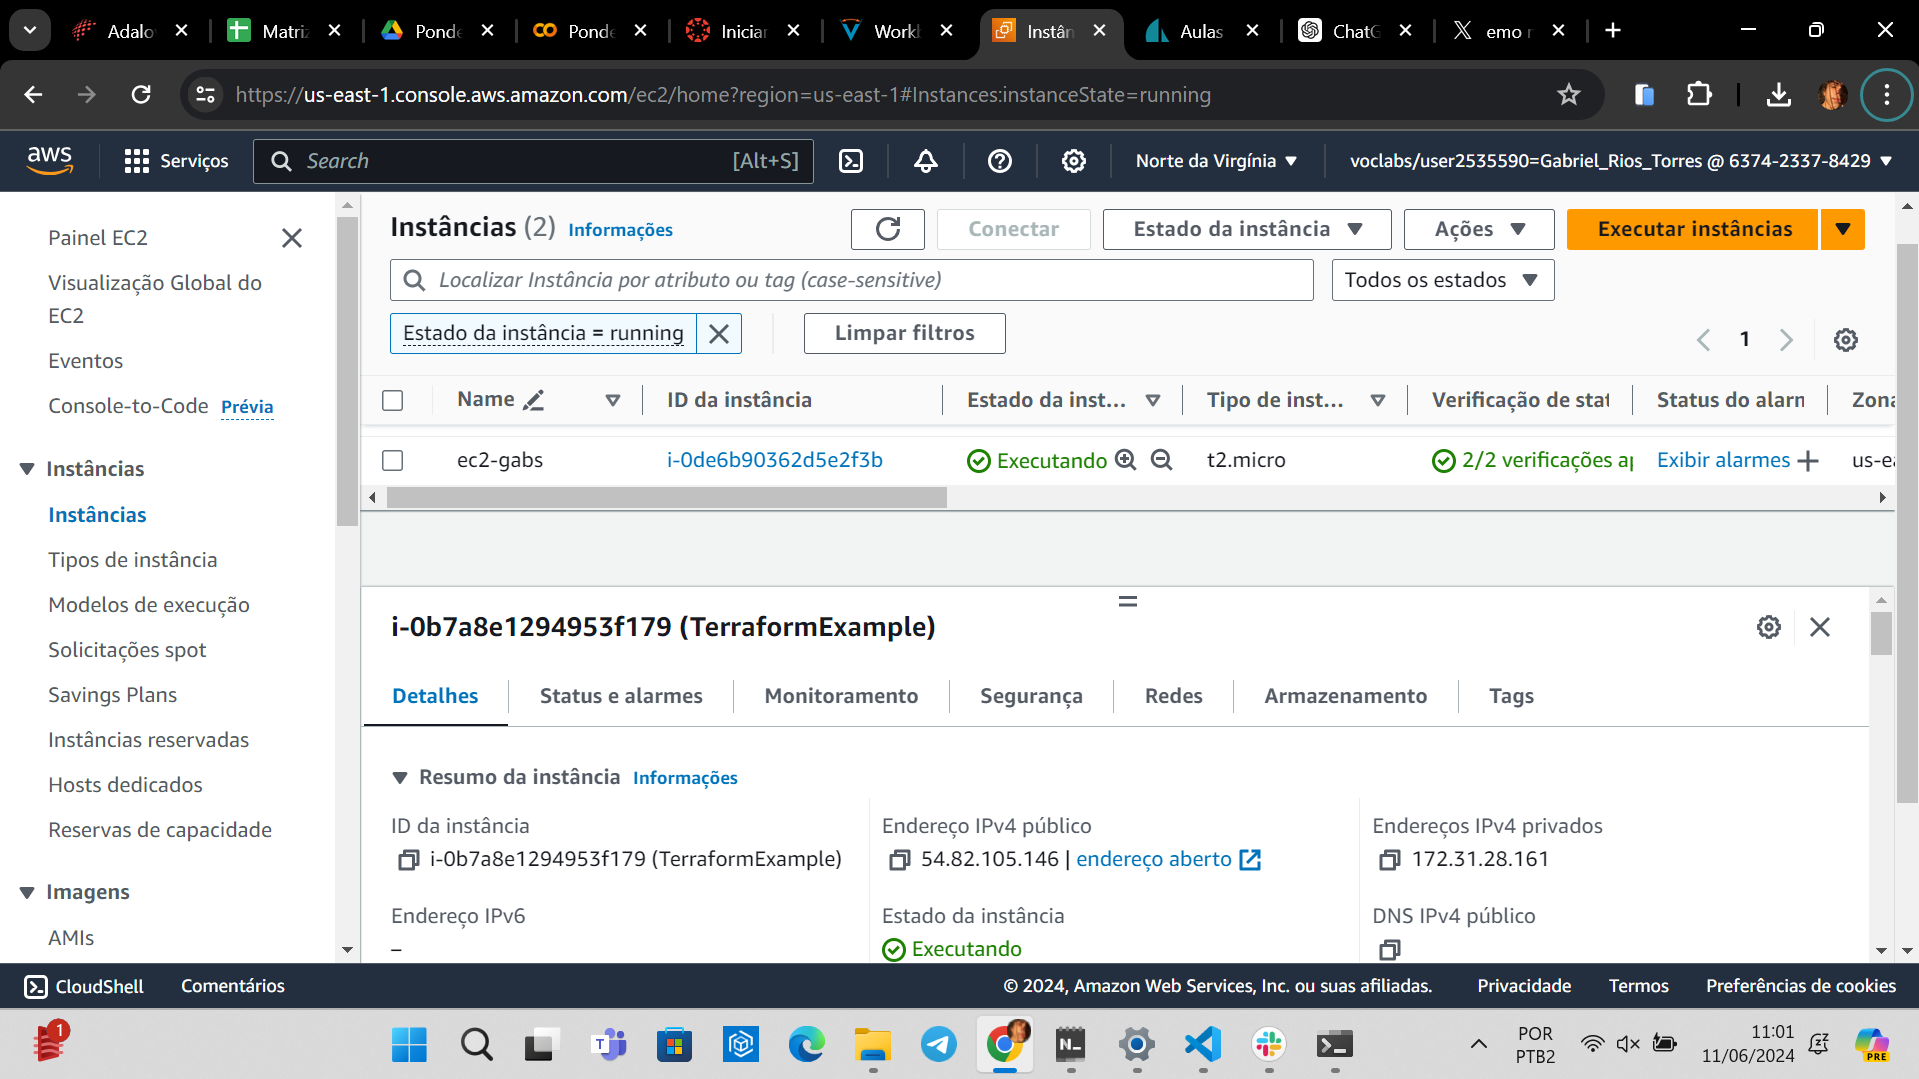 Adalo
Matriz
Ponde
Ponde
Iniciar
Workl
Instân
Aulas
ChatG
emo r
https://us-east-1.console.aws.amazon.com/ec2/home?region=us-east-1#Instances:instanceState=running
aws
Serviços
Search
[Alt+S]
Norte da Virgínia
voclabs/user2535590=Gabriel_Rios_Torres @ 6374-2337-8429
Painel EC2
Visualização Global do
EC2
Eventos
Console-to-Code Prévia
Instâncias
Instâncias
Tipos de instância
Modelos de execução
Solicitações spot
Savings Plans
Instâncias reservadas
Hosts dedicados
Reservas de capacidade
Imagens
AMIs
Instâncias (2) Informações
Conectar
Estado da instância
Ações
Executar instâncias
Localizar Instância por atributo ou tag (case-sensitive)
Todos os estados
Estado da instância = running
Limpar filtros
1
Name
ID da instância
Estado da inst...
Tipo de inst...
Verificação de stat
Status do alarm
Zona
ec2-gabs
i-0de6b90362d5e2f3b
Executando
t2.micro
2/2 verificações ap
Exibir alarmes
us-ea
i-0b7a8e1294953f179 (TerraformExample)
Detalhes
Status e alarmes
Monitoramento
Segurança
Redes
Armazenamento
Tags
Resumo da instância Informações
ID da instância
i-0b7a8e1294953f179 (TerraformExample)
Endereço IPv4 público
54.82.105.146 | endereço aberto
Endereços IPv4 privados
172.31.28.161
Endereço IPv6
–
Estado da instância
Executando
DNS IPv4 público
CloudShell
Comentários
© 2024, Amazon Web Services, Inc. ou suas afiliadas.
Privacidade
Termos
Preferências de cookies
1
POR
PTB2
11:01
11/06/2024
PRE